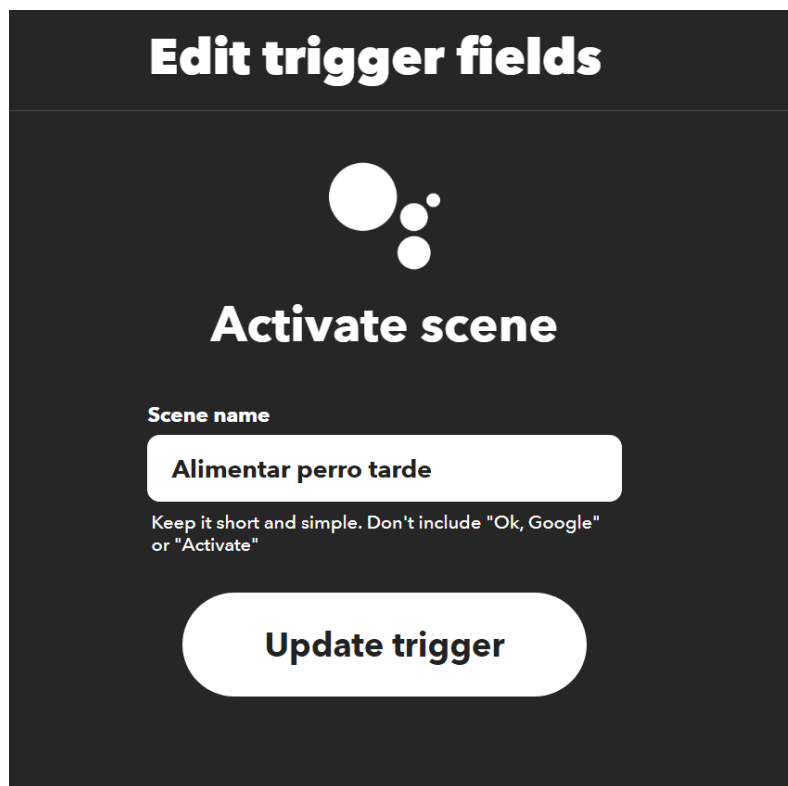 Edit trigger fields
Activate scene
Scene name
Alimentar perro tarde
Keep it short and simple. Don't include "Ok, Google"
or "Activate"
Update trigger